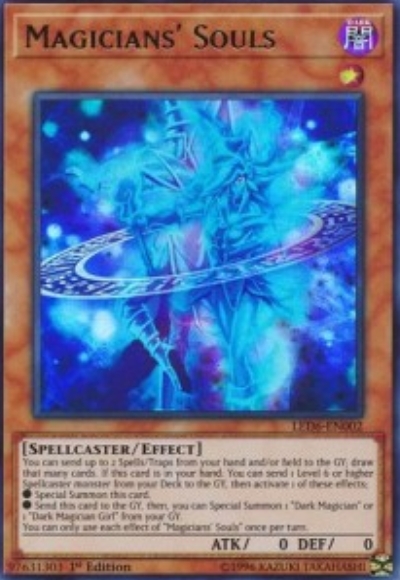 MAGICIANS' SOULS
DARK
闇
LED6-EN002
[SPELLCASTER/EFFECT]
You can send up to 2 Spells/Traps from your hand and/or field to the GY; draw
that many cards. If this card is in your hand: You can send 1 Level 6 or higher
Spellcaster monster from your Deck to the GY, then activate 1 of these effects;
● Special Summon this card.
● Send this card to the GY, then, you can Special Summon 1 "Dark Magician" or
1 "Dark Magician Girl" from your GY.
You can only use each effect of "Magicians' Souls" once per turn.
ATK/ 0 DEF/ 0
97631303 1st Edition ©1996 KAZUKI TAKAHASHI